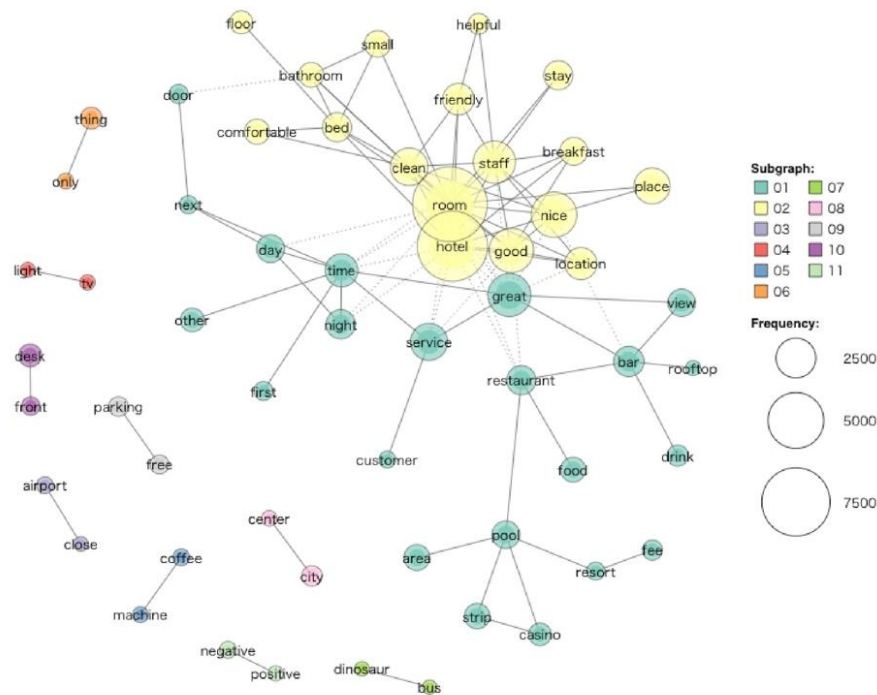 floor
helpful
small
bathroom
stay
door
friendly
thing
comfortable
bed
breakfast
clean
staff
only
place
room
next
nice
hotel
day
good
location
light
time
tv
great
view
other
night
service
desk
bar
rooftop
restaurant
first
front
parking
customer
drink
free
food
airport
center
close
coffee
pool
area
fee
resort
city
machine
strip
casino
negative
positive
dinosaur
bus
Subgraph:
01 07
02 08
03 09
04 10
05 11
06
Frequency:
2500
5000
7500